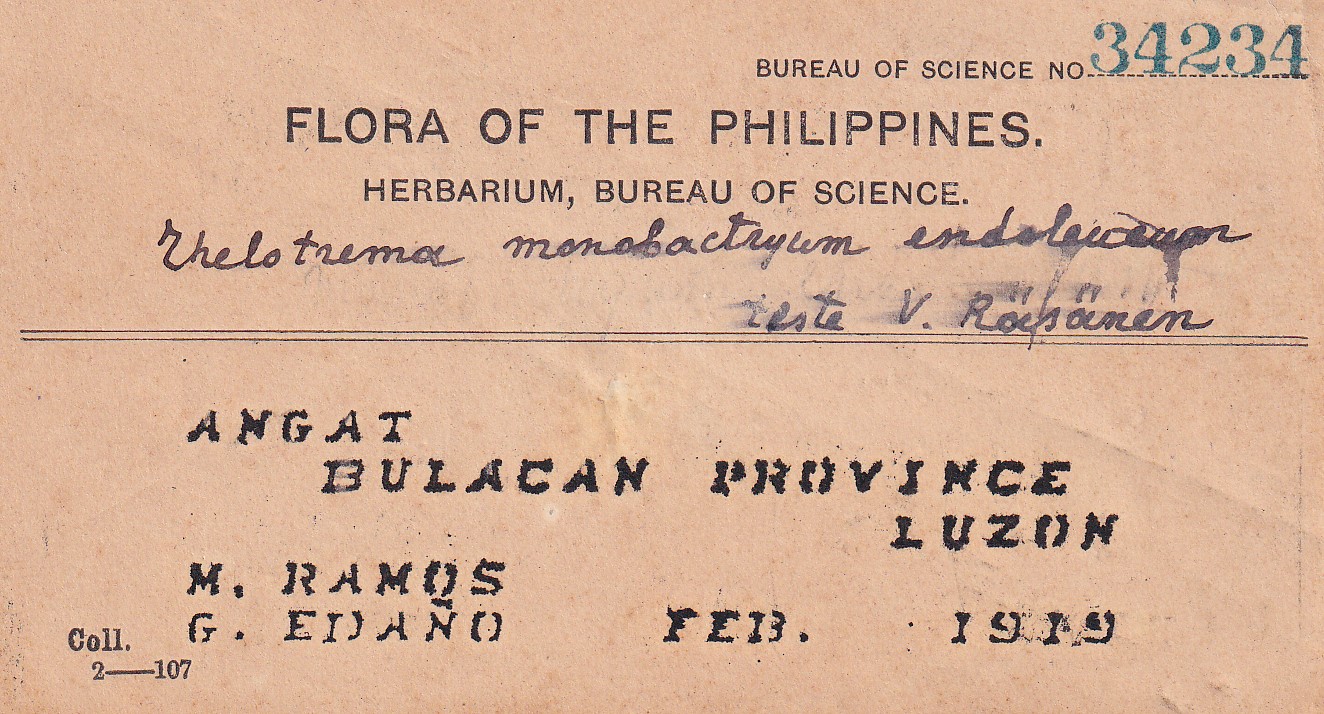 BUREAU OF SCIENCE NO 34234
FLORA OF THE PHILIPPINES.
HERBARIUM, BUREAU OF SCIENCE.
Thelotrema monobactryum
teste V. Räsänen
ANGAT
BULACAN PROVINCE
LUZON
M. RAMOS
G. EDAÑO FEB. 1919
Coll.
2—107